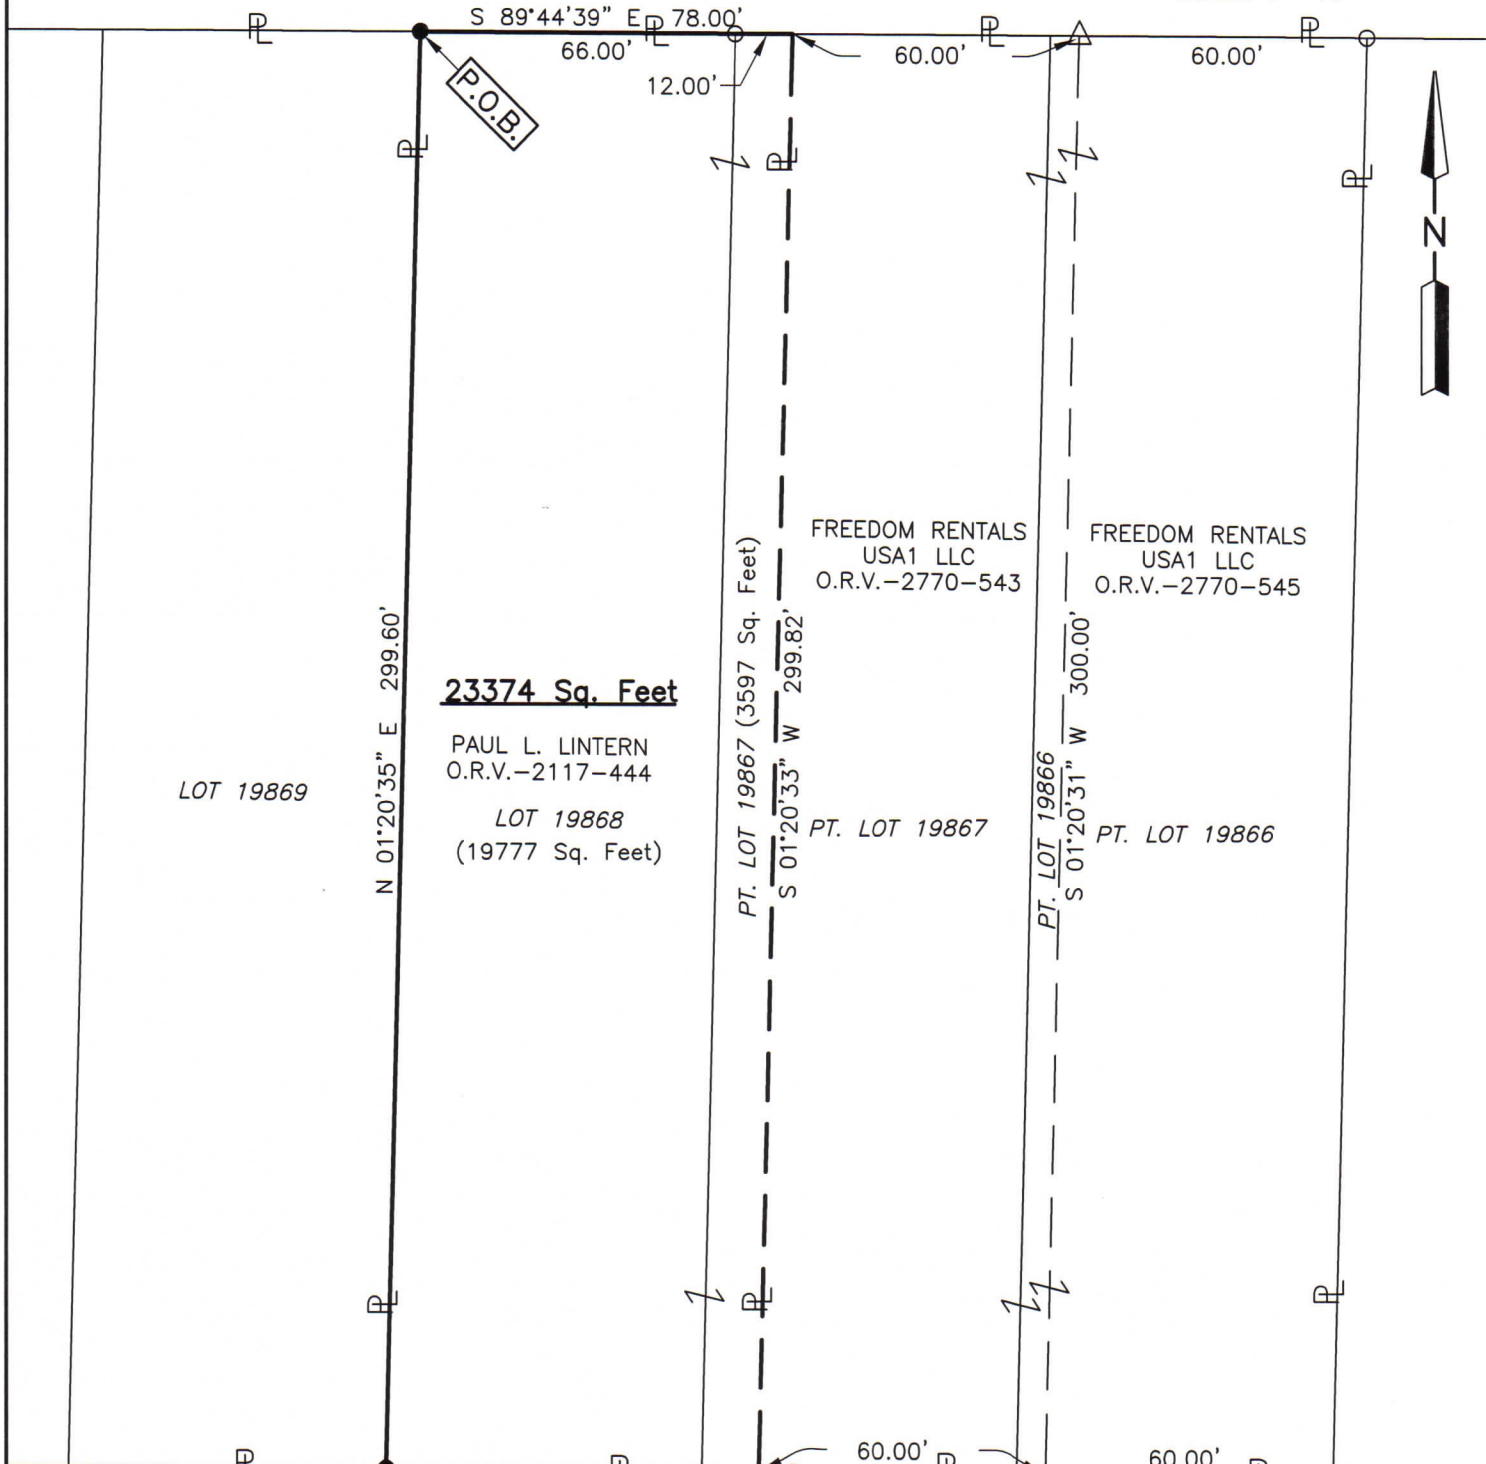 S 89°44'39" E 78.00'
66.00'
12.00'
60.00'
60.00'
P.O.B.
N
N 01°20'35" E 299.60'
LOT 19869
23374 Sq. Feet
PAUL L. LINTERN
O.R.V.-2117-444
LOT 19868
(19777 Sq. Feet)
PT. LOT 19867 (3597 Sq. Feet)
S 01°20'33" W 299.82'
FREEDOM RENTALS
USA1 LLC
O.R.V.-2770-543
PT. LOT 19867
PT. LOT 19866
S 01°20'31" W 300.00'
FREEDOM RENTALS
USA1 LLC
O.R.V.-2770-545
PT. LOT 19866
60.00'
60.00'